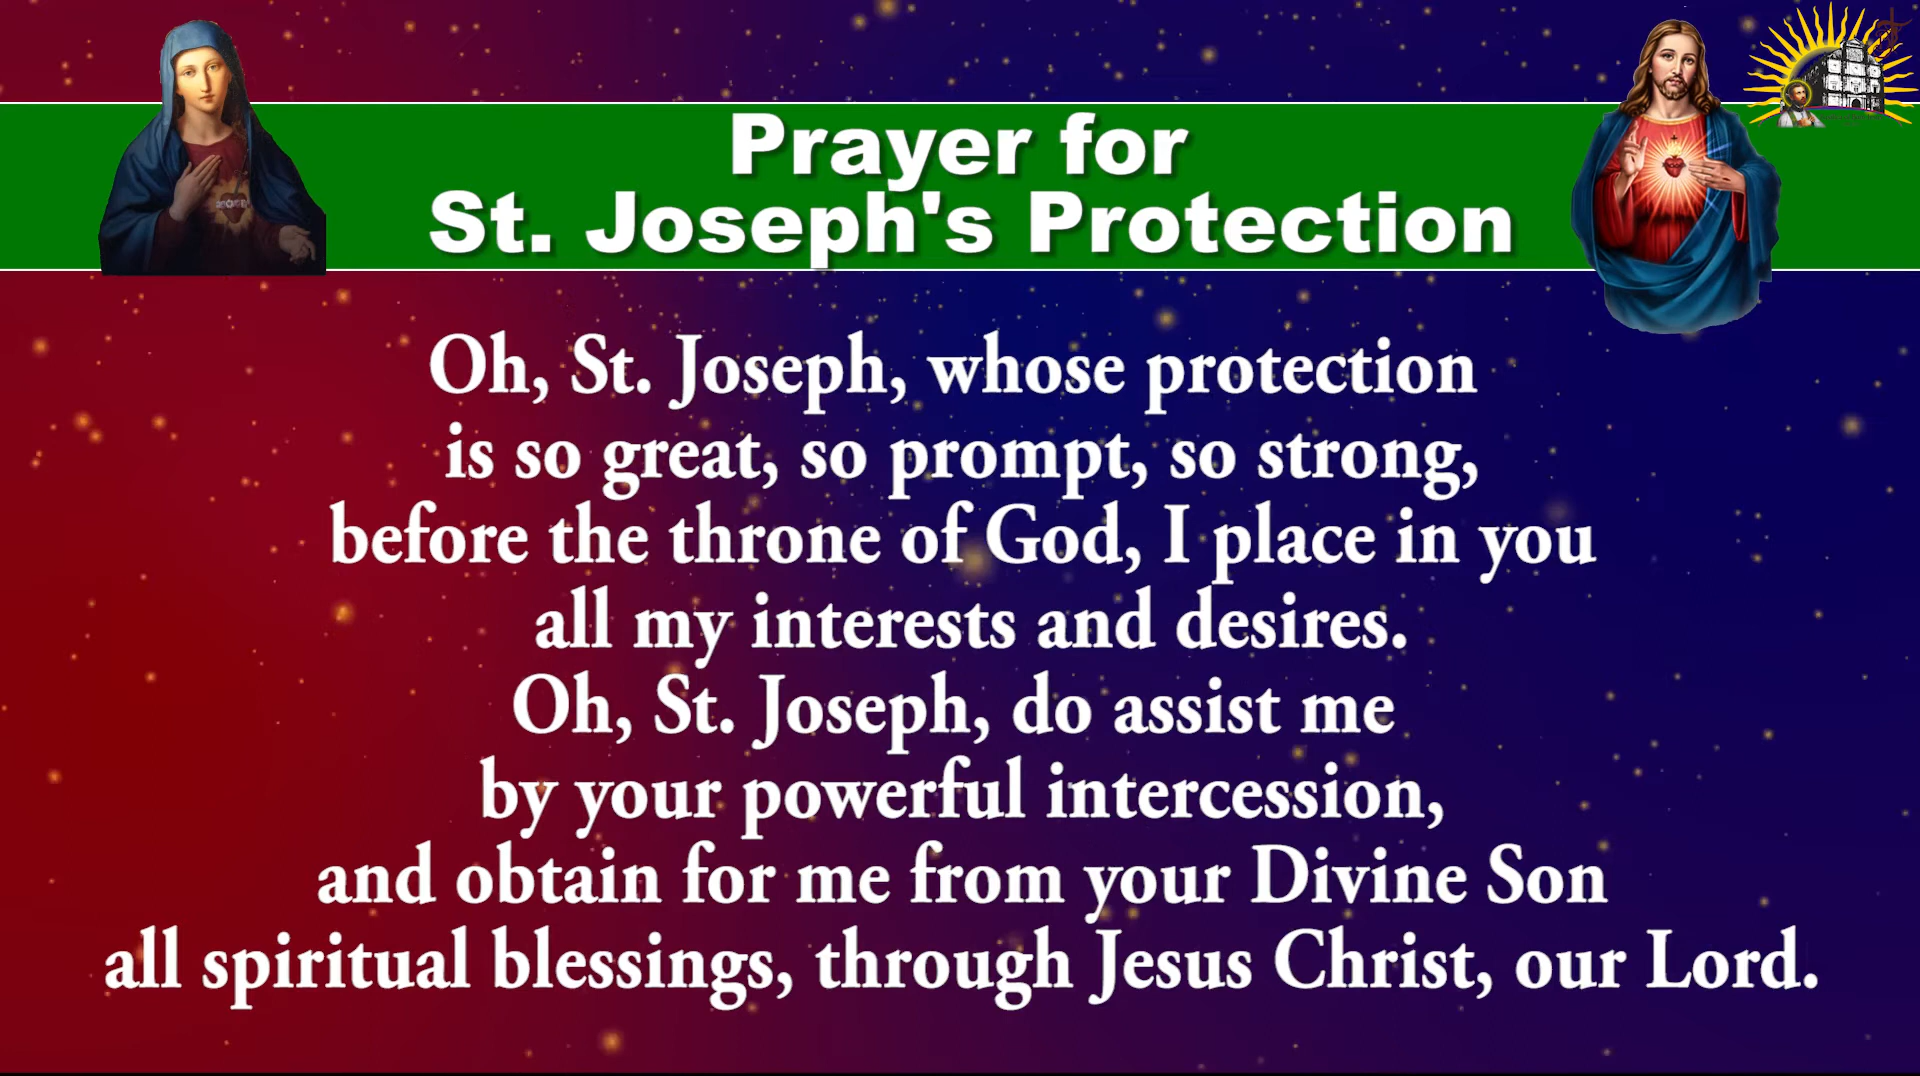 Prayer for
St. Joseph's Protection
Oh, St. Joseph, whose protection
is so great, so prompt, so strong,
before the throne of God, I place in you
all my interests and desires.
Oh, St. Joseph, do assist me
by your powerful intercession,
and obtain for me from your Divine Son
all spiritual blessings, through Jesus Christ, our Lord.